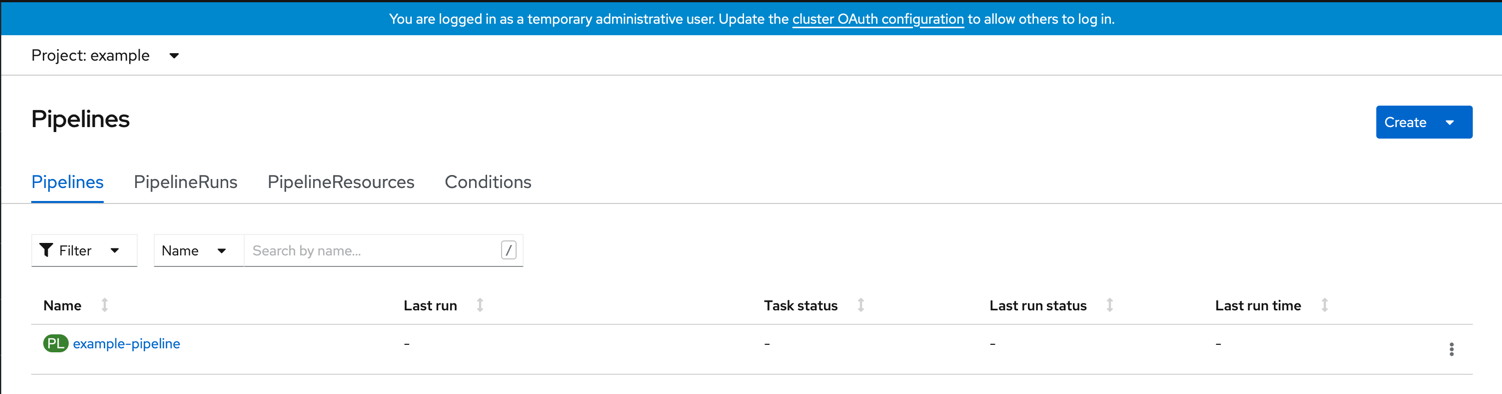 You are logged in as a temporary administrative user. Update the cluster OAuth configuration to allow others to log in.
Project: example
Pipelines
Create
Pipelines PipelineRuns PipelineResources Conditions
Filter Name Search by name... /
Name Last run Task status Last run status Last run time
PL example-pipeline - - - -